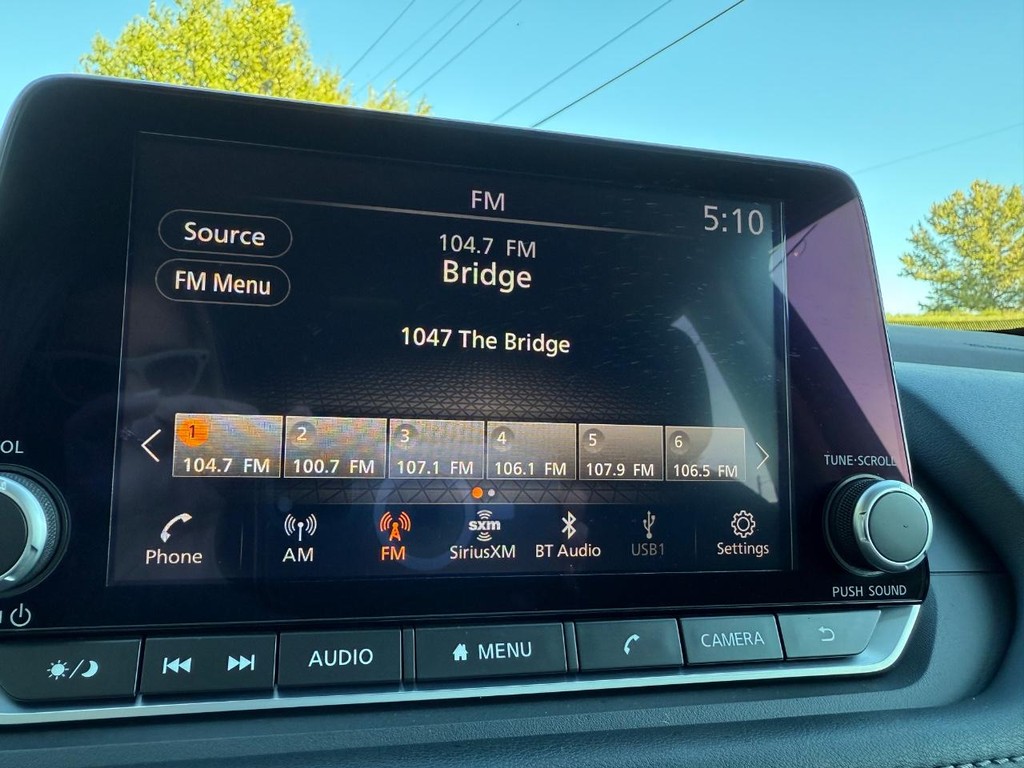 FM
5:10
Source
104.7 FM
Bridge
FM Menu
1047 The Bridge
1 2 3 4 5 6
104.7 FM 100.7 FM 107.1 FM 106.1 FM 107.9 FM 106.5 FM
OL
TUNE·SCROLL
sxm
Phone AM FM SiriusXM BT Audio USB1 Settings
PUSH SOUND
AUDIO MENU CAMERA